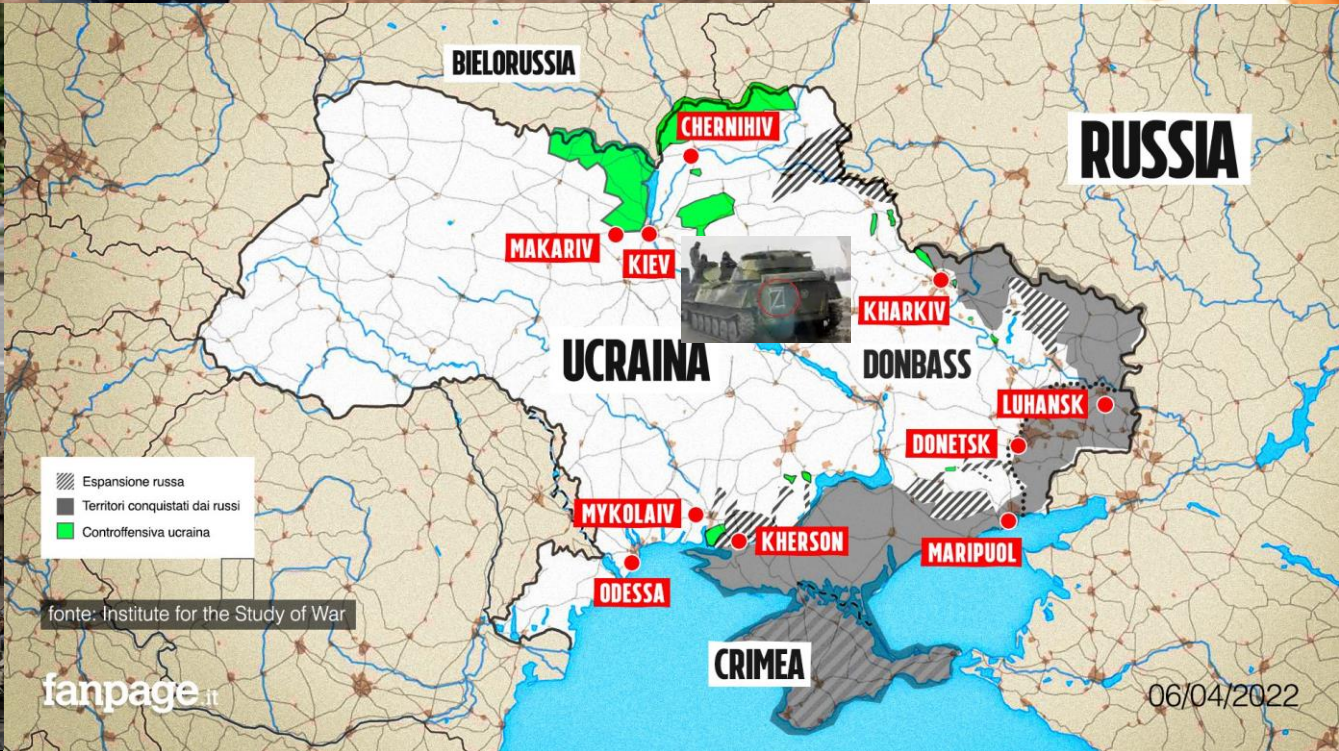 BIELORUSSIA
RUSSIA
CHERNIHIV
MAKARIV
KIEV
Z
KHARKIV
UCRAINA
DONBASS
LUHANSK
DONETSK
Espansione russa
Territori conquistati dai russi
Controffensiva ucraina
MYKOLAIV
KHERSON
MARIPUOL
ODESSA
fonte: Institute for the Study of War
CRIMEA
fanpage.it
06/04/2022